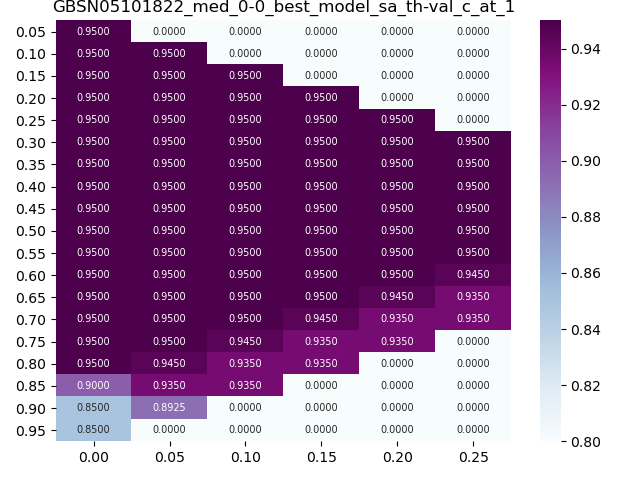 GBSN05101822_med_0-0_best_model_sa_th-val_c_at_1
0.05 0.9500 0.0000 0.0000 0.0000 0.0000 0.0000
0.10 0.9500 0.9500 0.0000 0.0000 0.0000 0.0000
0.15 0.9500 0.9500 0.9500 0.0000 0.0000 0.0000
0.20 0.9500 0.9500 0.9500 0.9500 0.0000 0.0000
0.25 0.9500 0.9500 0.9500 0.9500 0.9500 0.0000
0.30 0.9500 0.9500 0.9500 0.9500 0.9500 0.9500
0.35 0.9500 0.9500 0.9500 0.9500 0.9500 0.9500
0.40 0.9500 0.9500 0.9500 0.9500 0.9500 0.9500
0.45 0.9500 0.9500 0.9500 0.9500 0.9500 0.9500
0.50 0.9500 0.9500 0.9500 0.9500 0.9500 0.9500
0.55 0.9500 0.9500 0.9500 0.9500 0.9500 0.9500
0.60 0.9500 0.9500 0.9500 0.9500 0.9500 0.9450
0.65 0.9500 0.9500 0.9500 0.9500 0.9450 0.9350
0.70 0.9500 0.9500 0.9500 0.9450 0.9350 0.9350
0.75 0.9500 0.9500 0.9450 0.9350 0.9350 0.0000
0.80 0.9500 0.9450 0.9350 0.9350 0.0000 0.0000
0.85 0.9000 0.9350 0.9350 0.0000 0.0000 0.0000
0.90 0.8500 0.8925 0.0000 0.0000 0.0000 0.0000
0.95 0.8500 0.0000 0.0000 0.0000 0.0000 0.0000
0.00 0.05 0.10 0.15 0.20 0.25
0.94
0.92
0.90
0.88
0.86
0.84
0.82
0.80